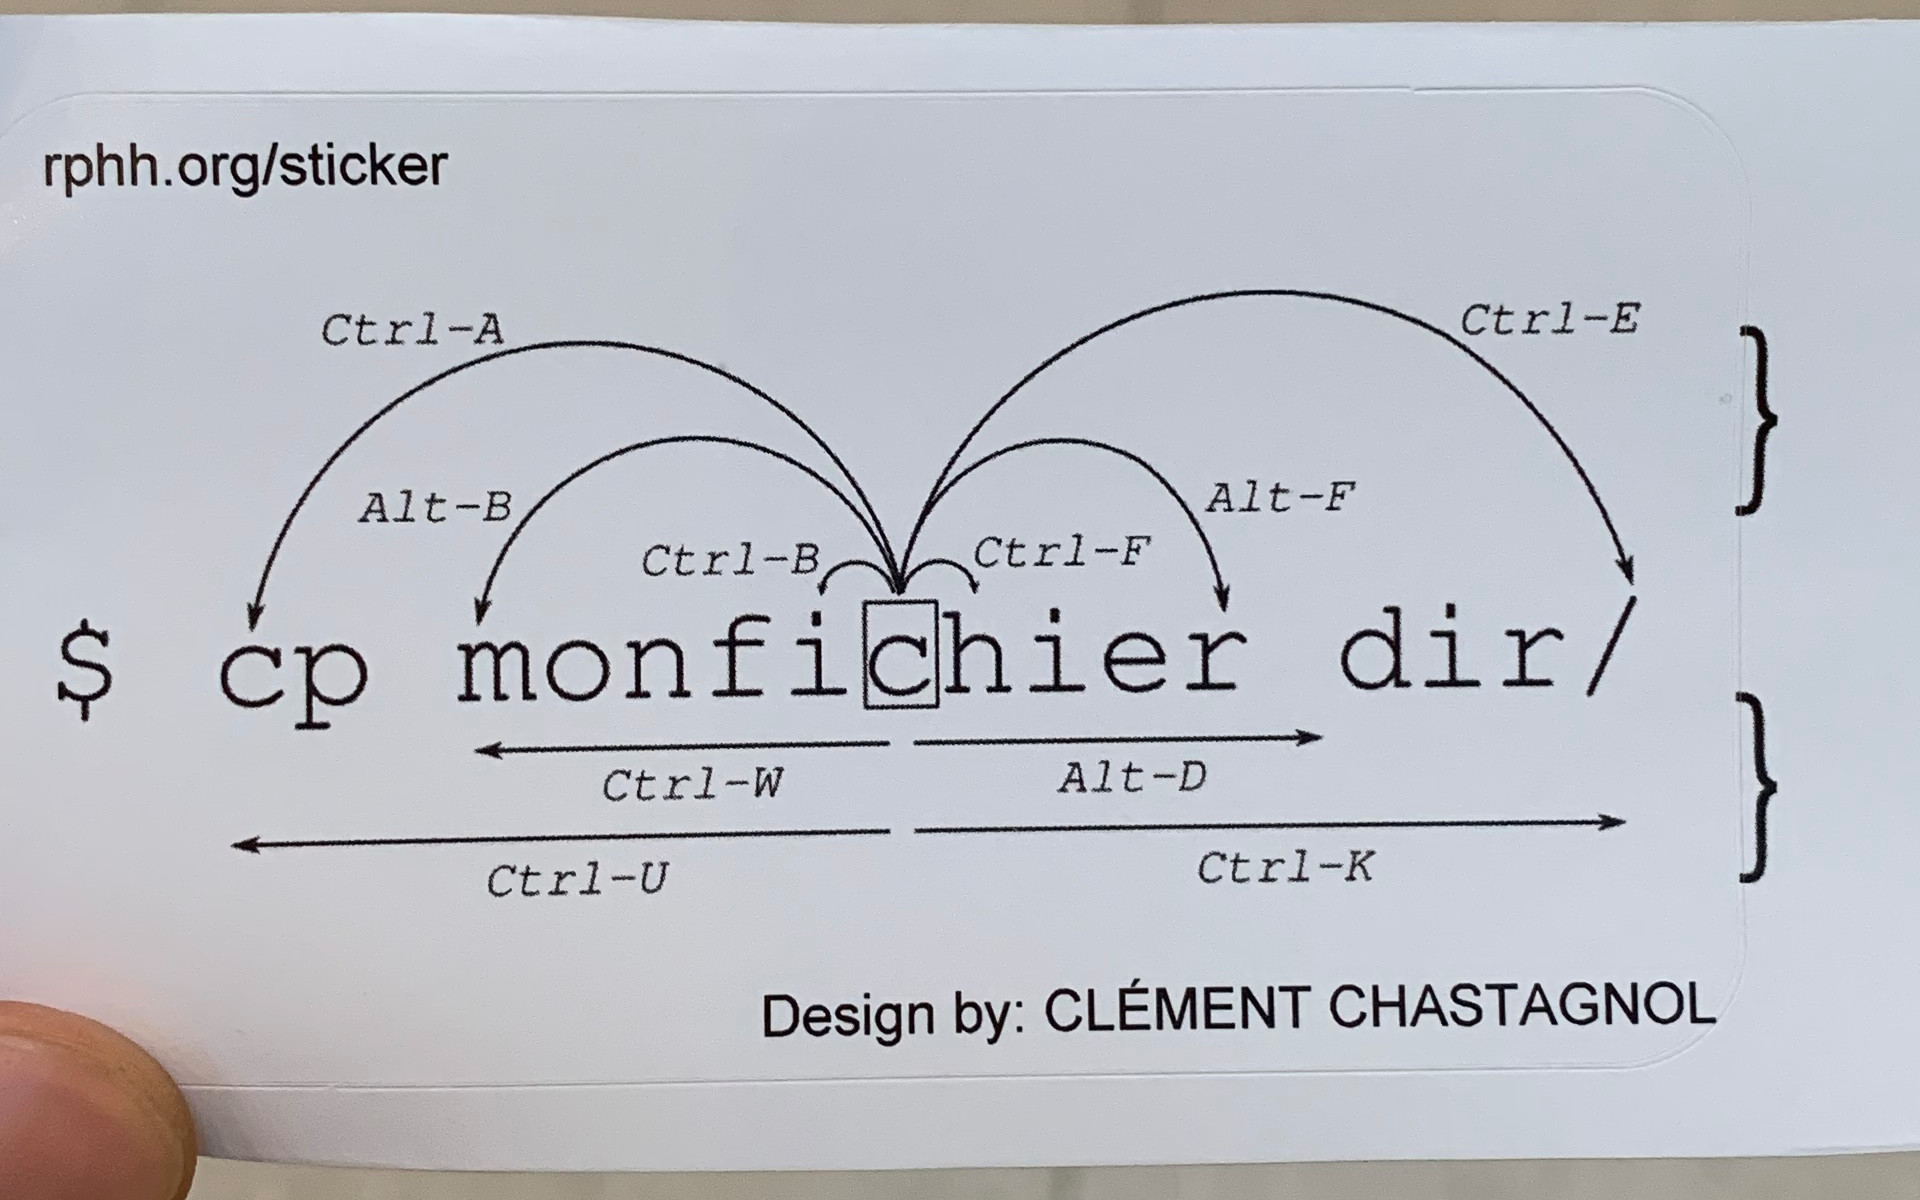 rphh.org/sticker
Ctrl-A
Ctrl-E
}
Alt-B
Alt-F
Ctrl-B
Ctrl-F
$ cp monfichier dir/
Ctrl-W
Alt-D
}
Ctrl-U
Ctrl-K
Design by: CLÉMENT CHASTAGNOL